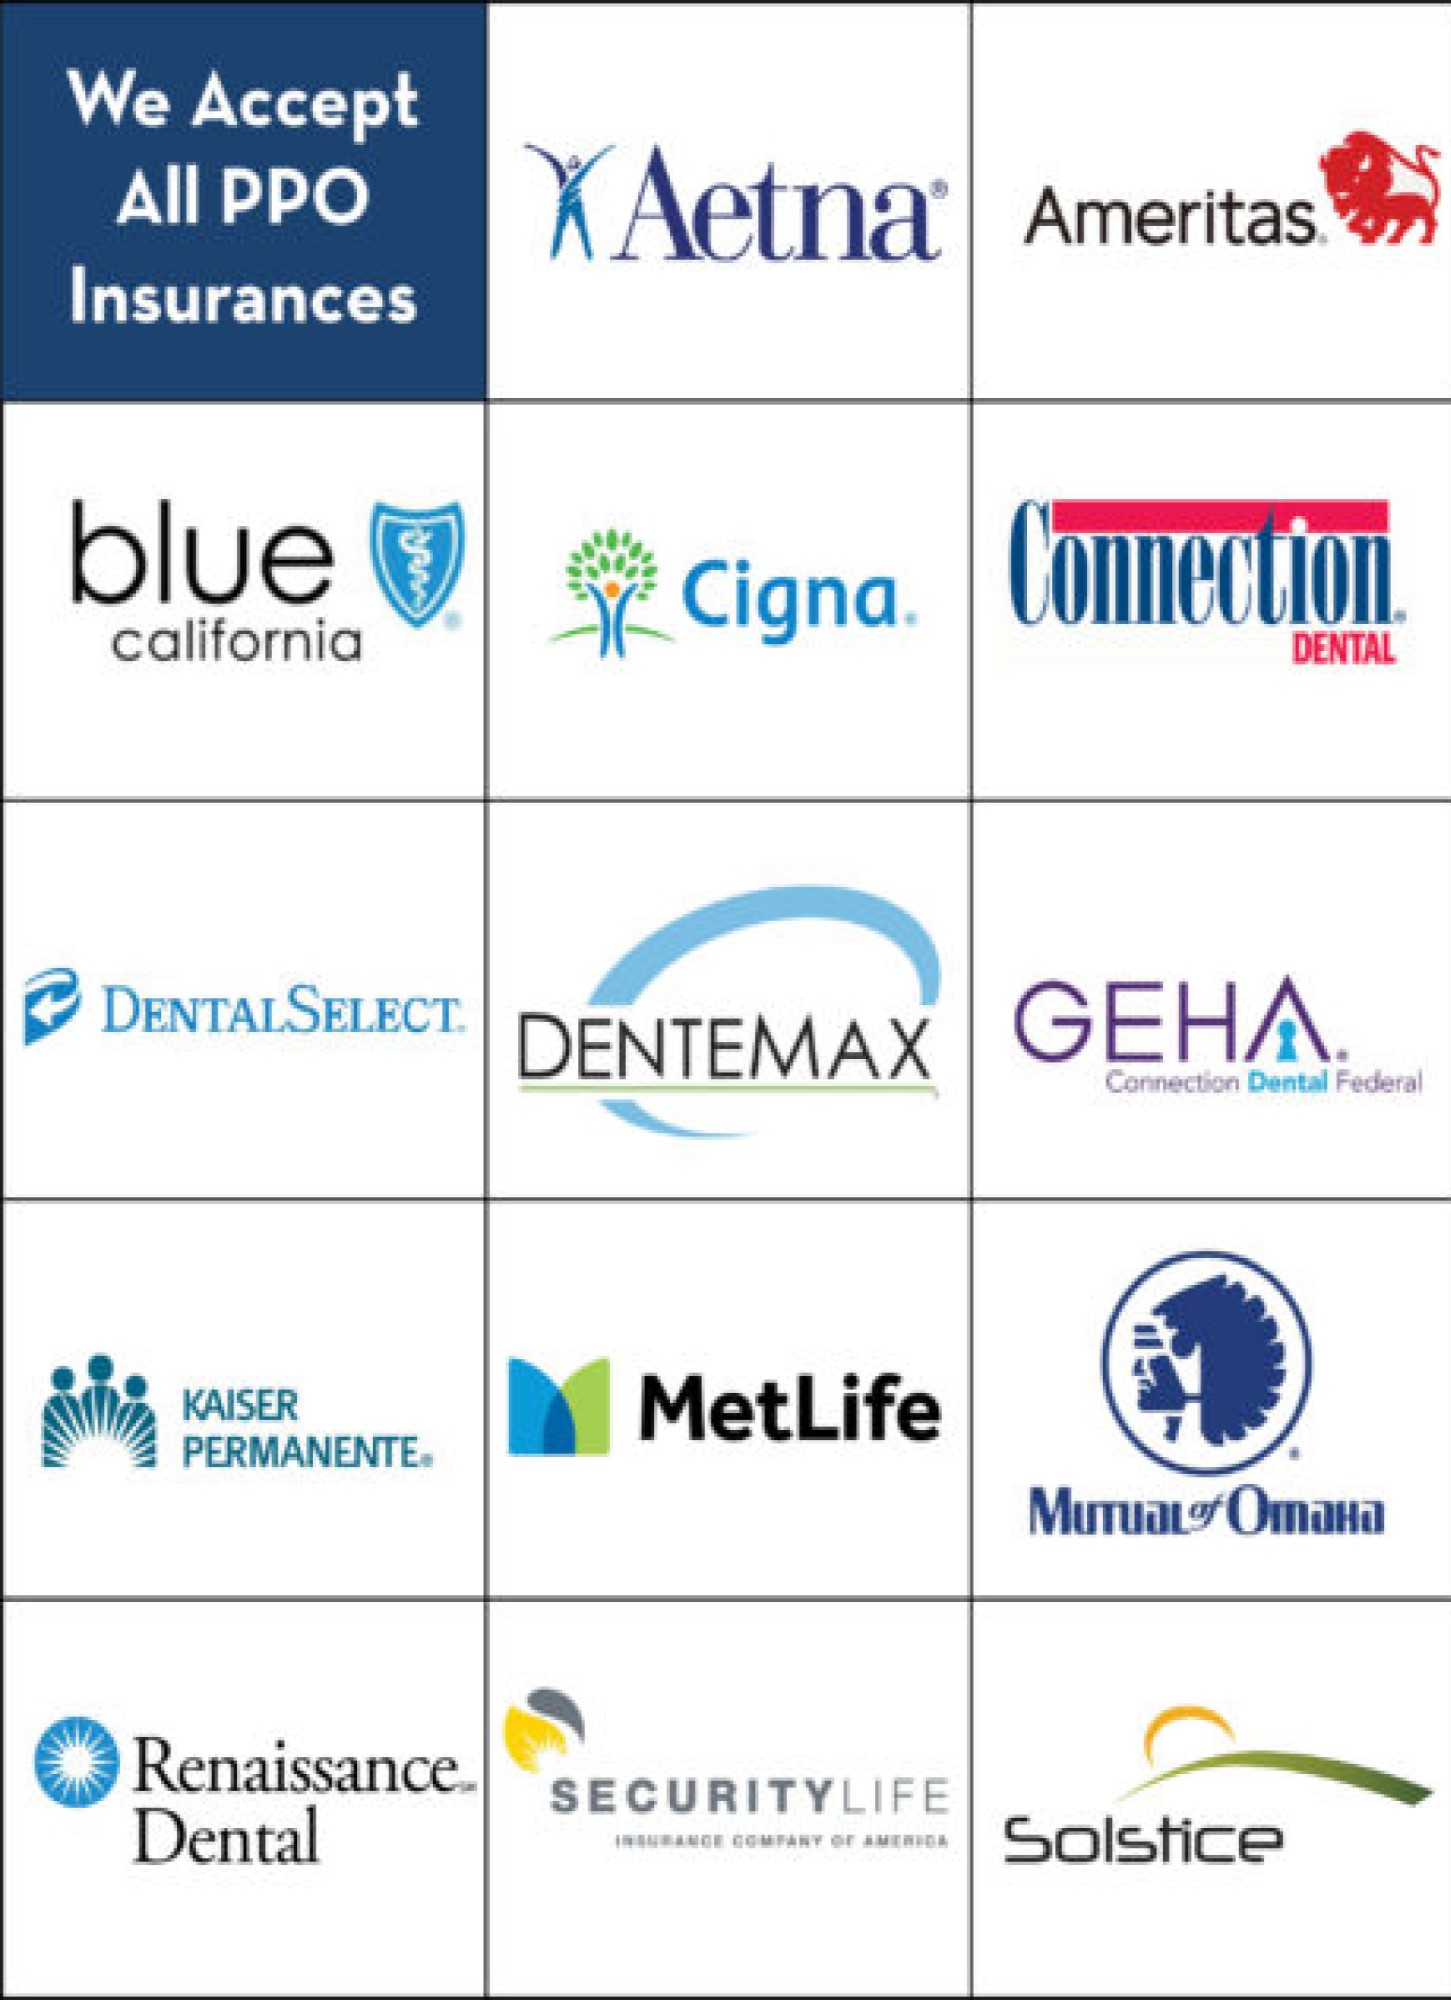 We Accept
All PPO
Insurances
Aetna®
Ameritas
blue
california
Cigna
Connection
DENTAL
DENTALSELECT
DENTEMAX
GEHA
Connection Dental Federal
KAISER
PERMANENTE®
MetLife
Mutual of Omaha
Renaissance
Dental
SECURITYLIFE
INSURANCE COMPANY OF AMERICA
Solstice